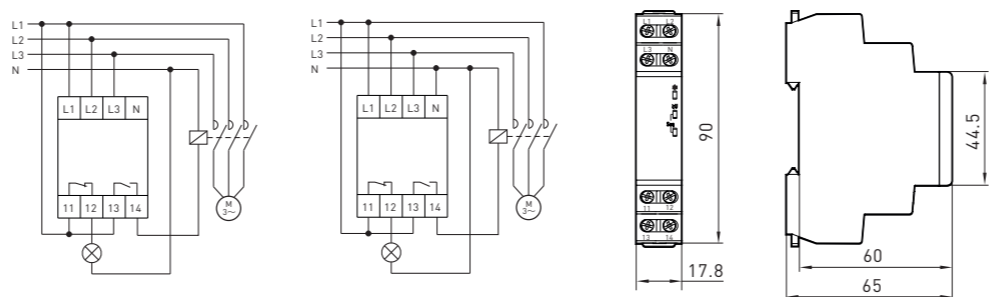 L1
L2
L3
N
L1 L2 L3 N
11 12 13 14
M
3~
L1
L2
L3
N
L1 L2 L3 N
11 12 13 14
M
3~
L1 L2
L3 N
11 12
13 14
90
17.8
44.5
60
65